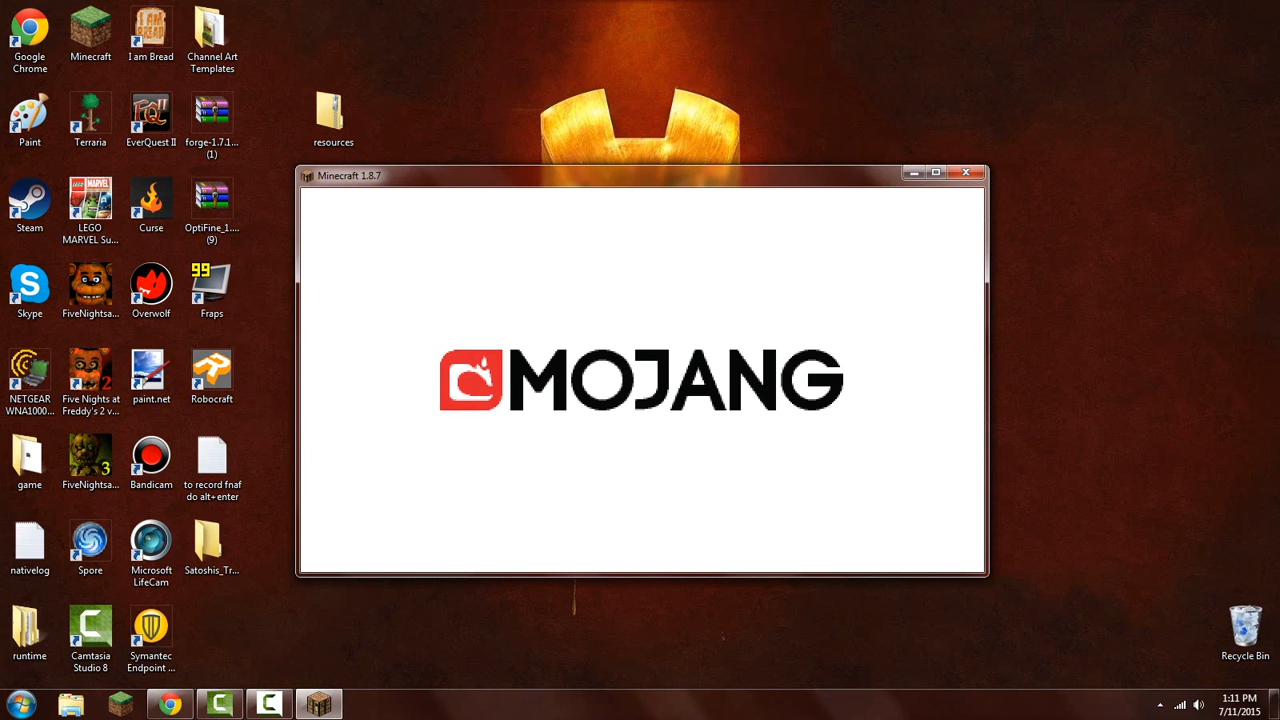 Google
Chrome
Minecraft
I am Bread
Channel Art
Templates
Paint
Terraria
EverQuest II
forge-1.7.1...
(1)
resources
Steam
LEGO
MARVEL Su...
Curse
OptiFine_1....
(9)
Skype
FiveNightsa...
Overwolf
99
Fraps
NETGEAR
WNA1000...
2
Five Nights at
Freddy's 2 v...
paint.net
Robocraft
game
3
FiveNightsa...
Bandicam
to record fnaf
do alt+enter
nativelog
Spore
Microsoft
LifeCam
Satoshis_Tr...
runtime
Camtasia
Studio 8
Symantec
Endpoint ...
Minecraft 1.8.7
MOJANG
Recycle Bin
1:11 PM
7/11/2015